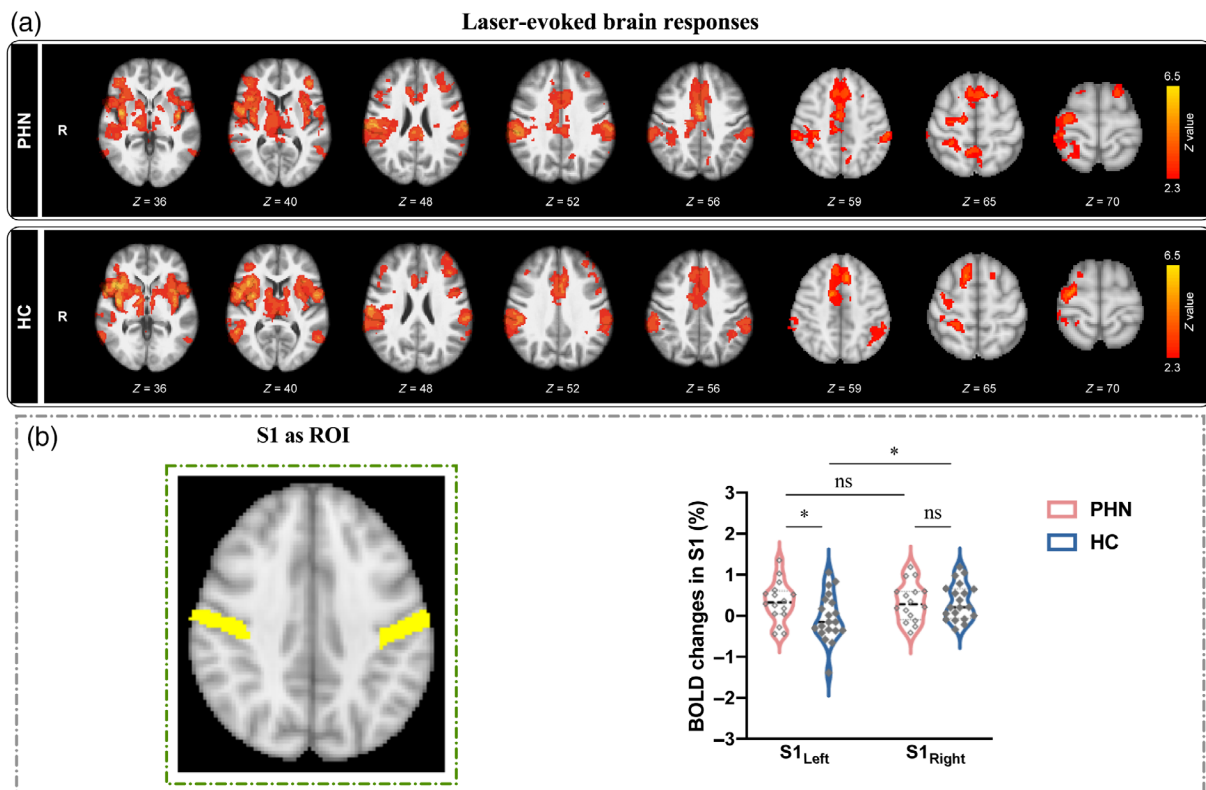 (a)
Laser-evoked brain responses
PHN
R
Z = 36
Z = 40
Z = 48
Z = 52
Z = 56
Z = 59
Z = 65
Z = 70
6.5
Z value
2.3
HC
R
Z = 36
Z = 40
Z = 48
Z = 52
Z = 56
Z = 59
Z = 65
Z = 70
6.5
Z value
2.3
(b)
S1 as ROI
BOLD changes in S1 (%)
3
2
1
0
–1
–2
–3
*
ns
*
ns
S1Left
S1Right
PHN
HC